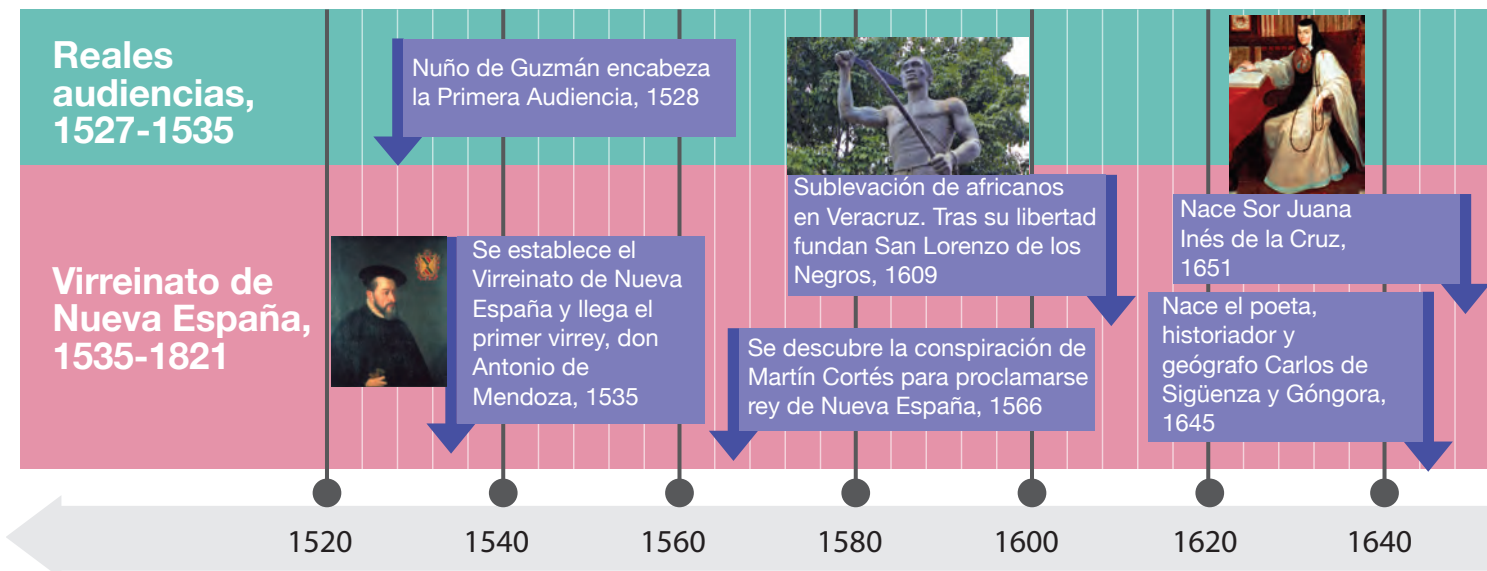 Reales
audiencias,
1527-1535
Nuño de Guzmán encabeza
la Primera Audiencia, 1528
Virreinato de
Nueva España,
1535-1821
Se establece el
Virreinato de Nueva
España y llega el
primer virrey, don
Antonio de
Mendoza, 1535
Se descubre la conspiración de
Martín Cortés para proclamarse
rey de Nueva España, 1566
Sublevación de africanos
en Veracruz. Tras su libertad
fundan San Lorenzo de los
Negros, 1609
Nace Sor Juana
Inés de la Cruz,
1651
Nace el poeta,
historiador y
geógrafo Carlos de
Sigüenza y Góngora,
1645
1520
1540
1560
1580
1600
1620
1640